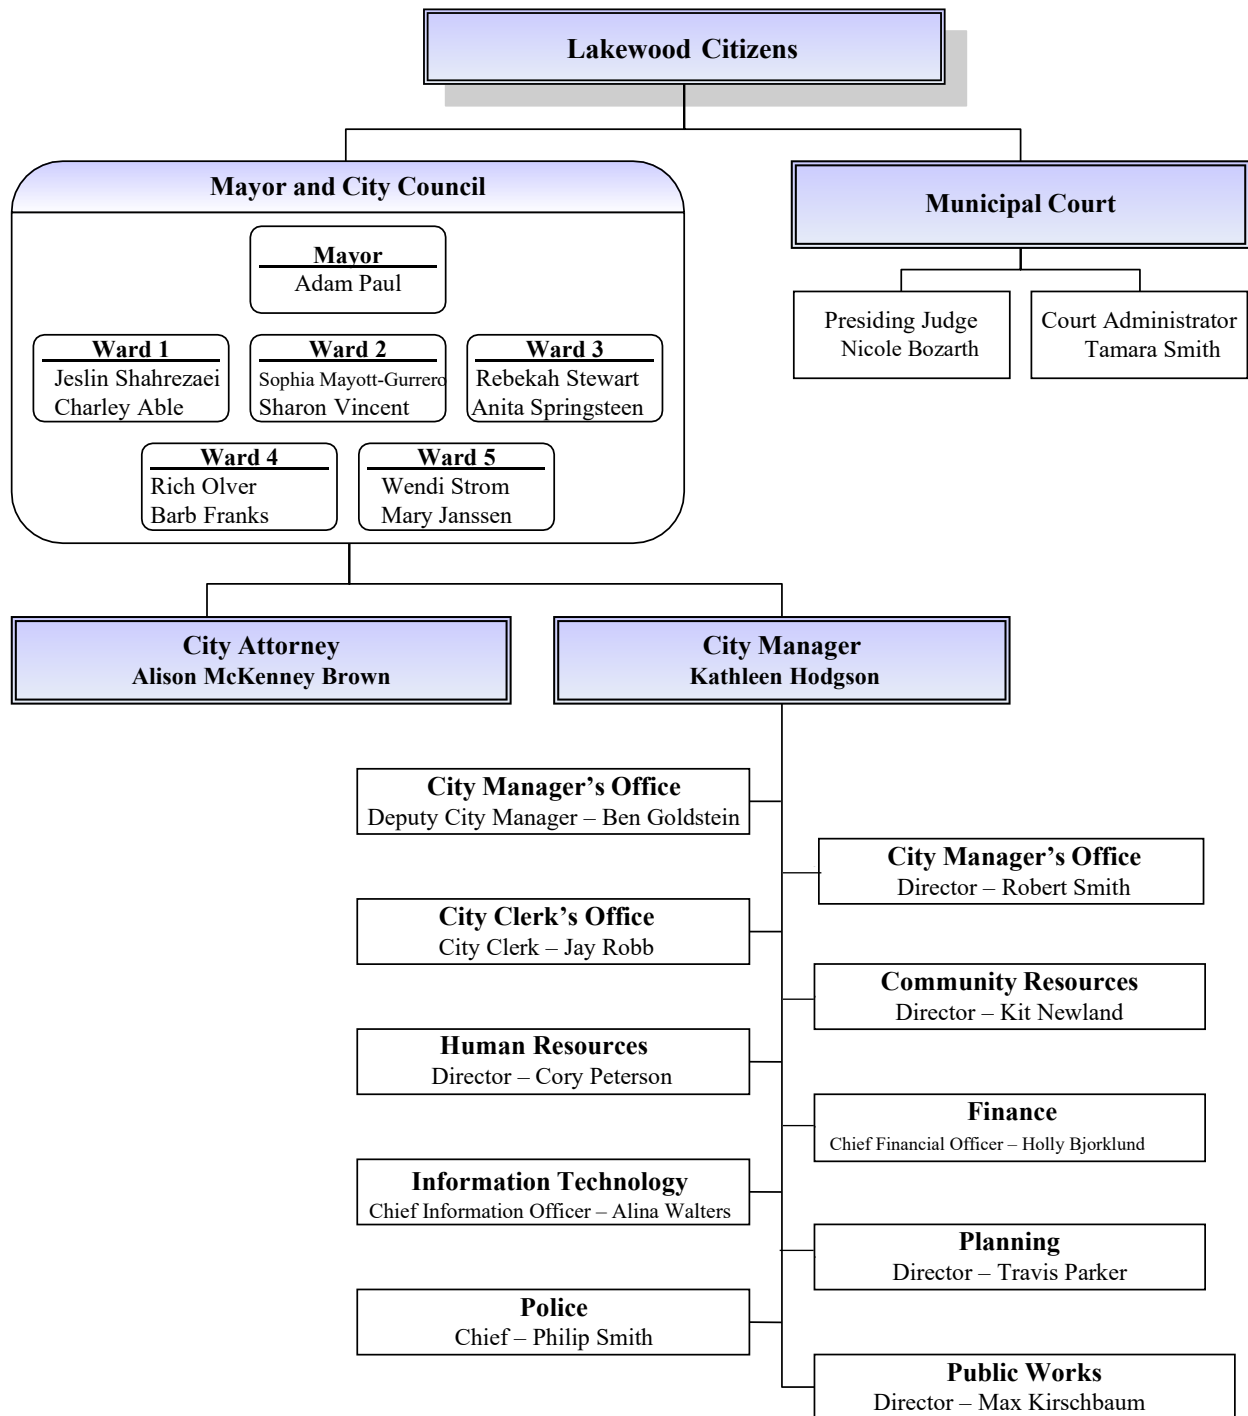 Lakewood Citizens
Mayor and City Council
Municipal Court
Mayor
Adam Paul
Presiding Judge
Nicole Bozarth
Court Administrator
Tamara Smith
Ward 1
Jeslin Shahrezaei
Charley Able
Ward 2
Sophia Mayott-Gurrero
Sharon Vincent
Ward 3
Rebekah Stewart
Anita Springsteen
Ward 4
Rich Olver
Barb Franks
Ward 5
Wendi Strom
Mary Janssen
City Attorney
Alison McKenney Brown
City Manager
Kathleen Hodgson
City Manager’s Office
Deputy City Manager – Ben Goldstein
City Manager’s Office
Director – Robert Smith
City Clerk’s Office
City Clerk – Jay Robb
Community Resources
Director – Kit Newland
Human Resources
Director – Cory Peterson
Finance
Chief Financial Officer – Holly Bjorklund
Information Technology
Chief Information Officer – Alina Walters
Planning
Director – Travis Parker
Police
Chief – Philip Smith
Public Works
Director – Max Kirschbaum